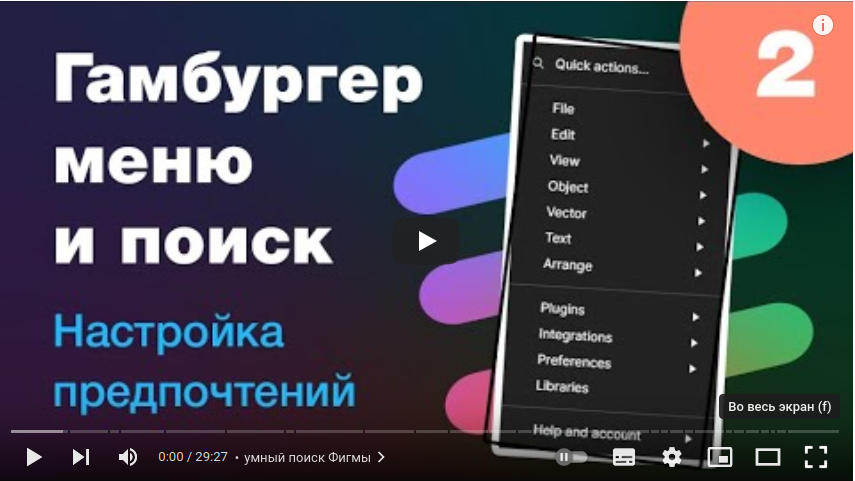 Гамбургер
меню
и поиск
Настройка
предпочтений
2
Quick actions...
File
Edit
View
Object
Vector
Text
Arrange
Plugins
Integrations
Preferences
Libraries
Help and account
Во весь экран (f)
0:00 / 29:27 • умный поиск Фигмы